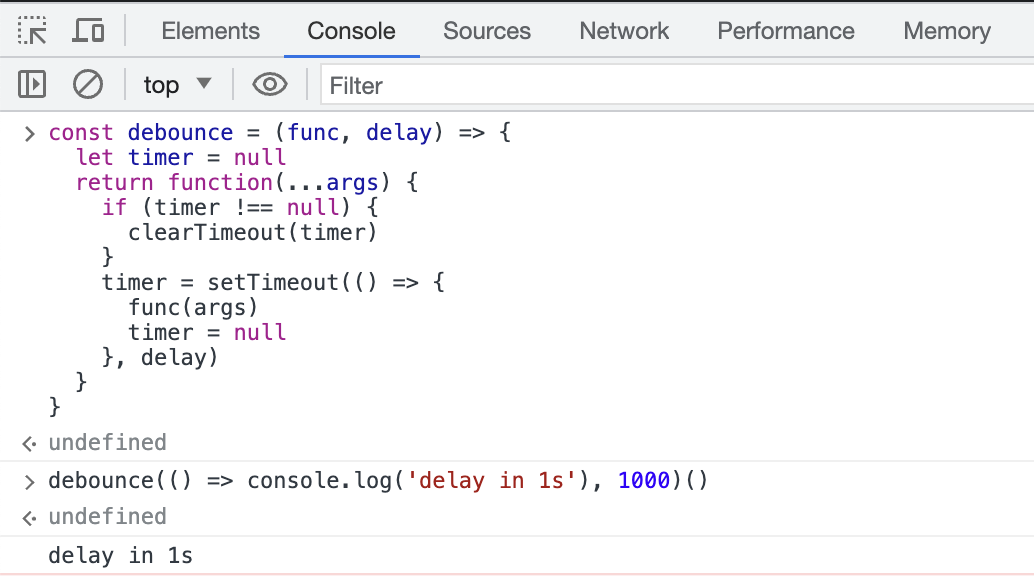 Elements Console Sources Network Performance Memory
top Filter
const debounce = (func, delay) => {
  let timer = null
  return function(...args) {
    if (timer !== null) {
      clearTimeout(timer)
    }
    timer = setTimeout(() => {
      func(args)
      timer = null
    }, delay)
  }
}
undefined
debounce(() => console.log('delay in 1s'), 1000)()
undefined
delay in 1s